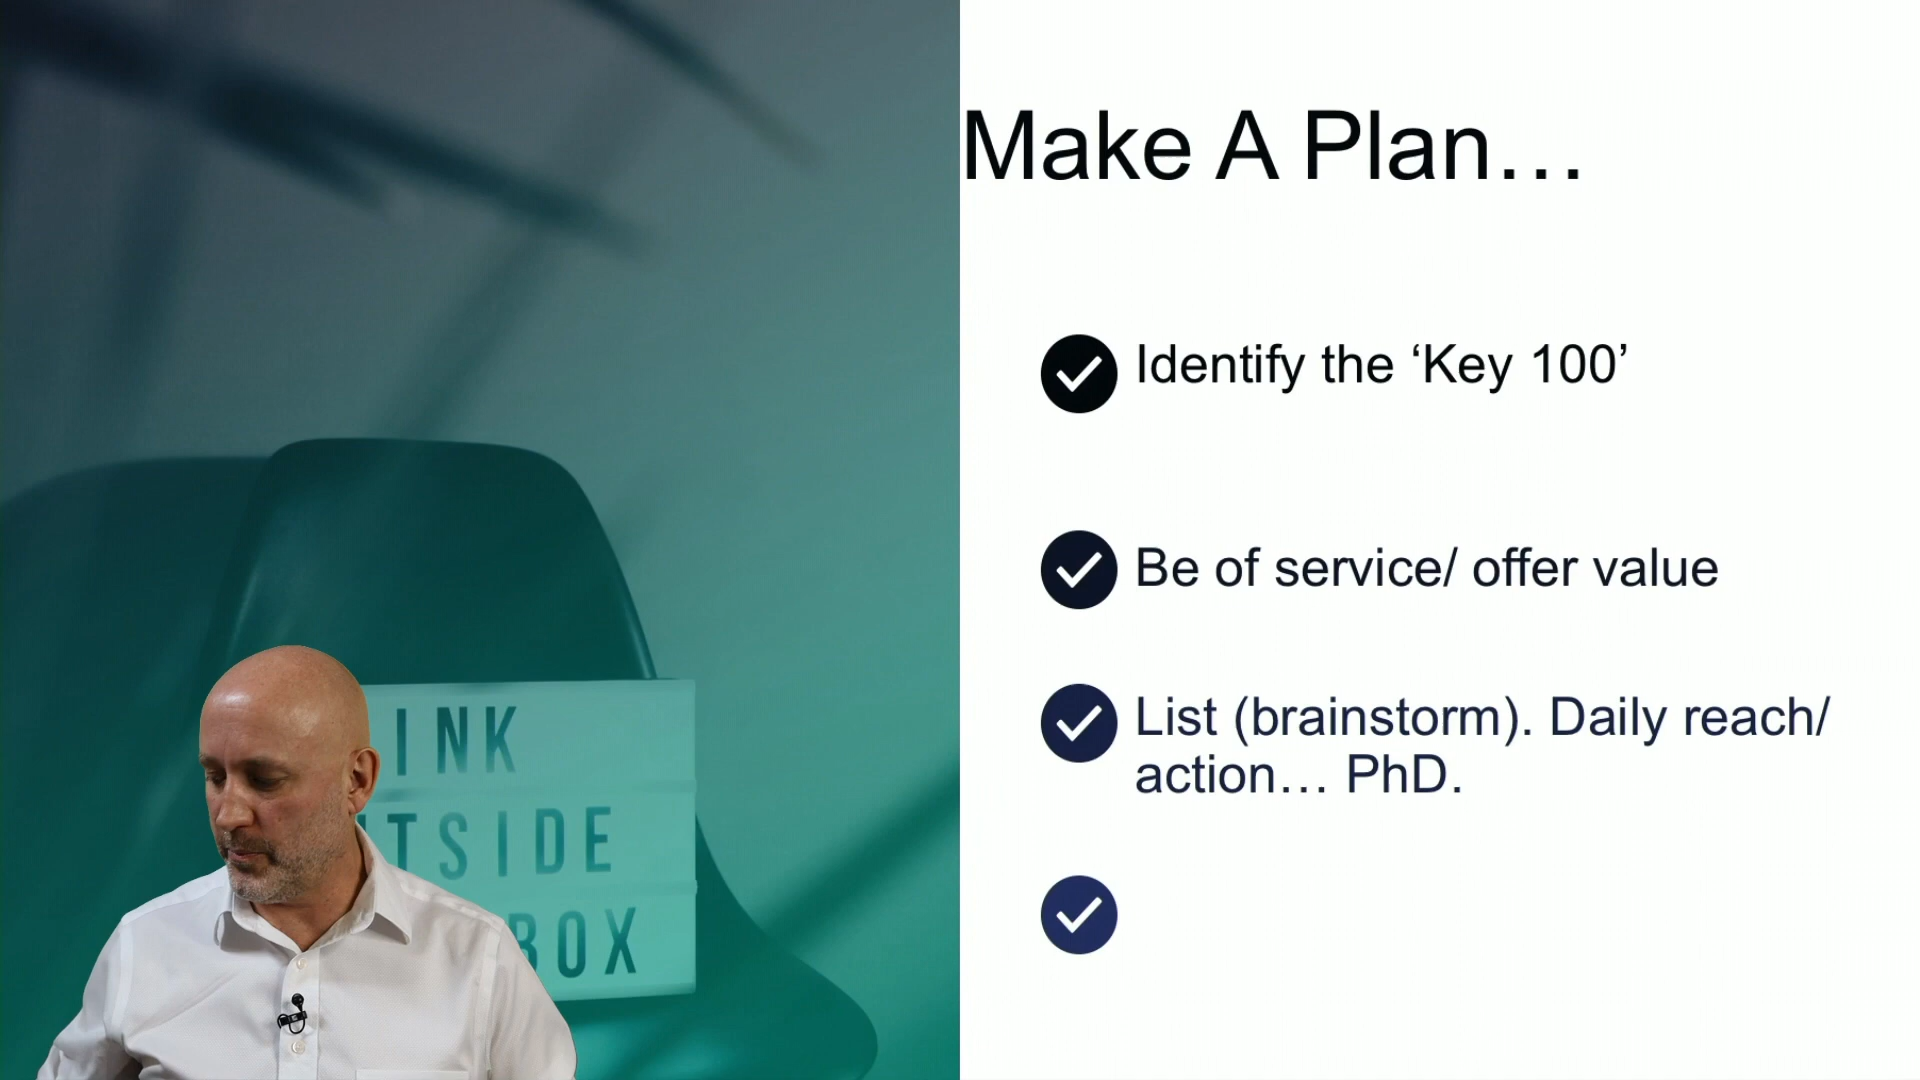 Make A Plan…
Identify the ‘Key 100’
Be of service/ offer value
List (brainstorm). Daily reach/
action… PhD.
INK
TSIDE
BOX